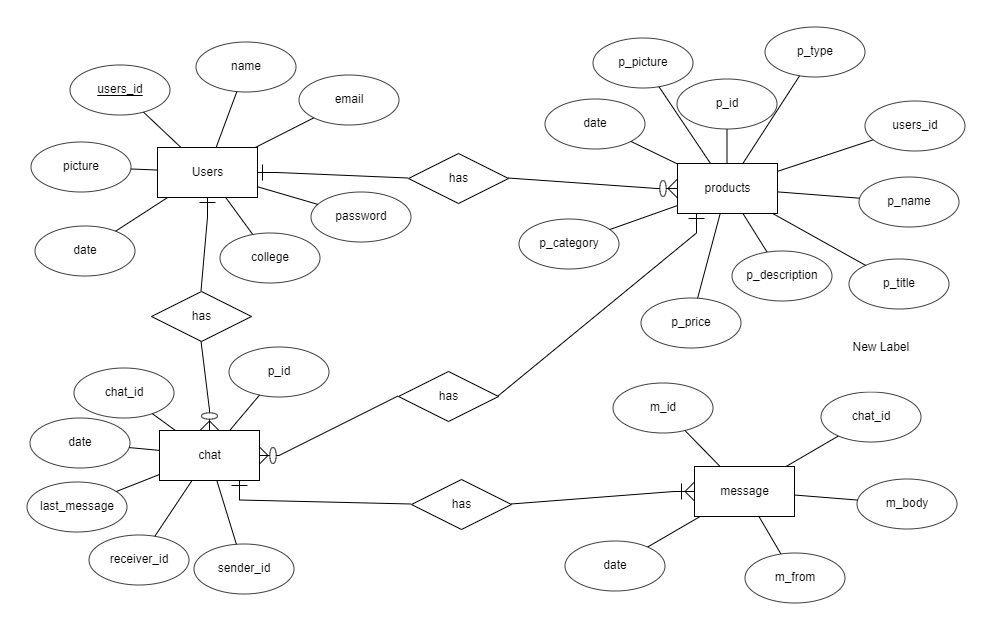 p_type
name
p_picture
users_id
email
p_id
date
users_id
picture
Users
has
products
p_name
password
p_category
date
college
p_description
p_title
has
p_price
New Label
p_id
chat_id
has
m_id
chat_id
date
chat
message
last_message
has
m_body
receiver_id
sender_id
date
m_from